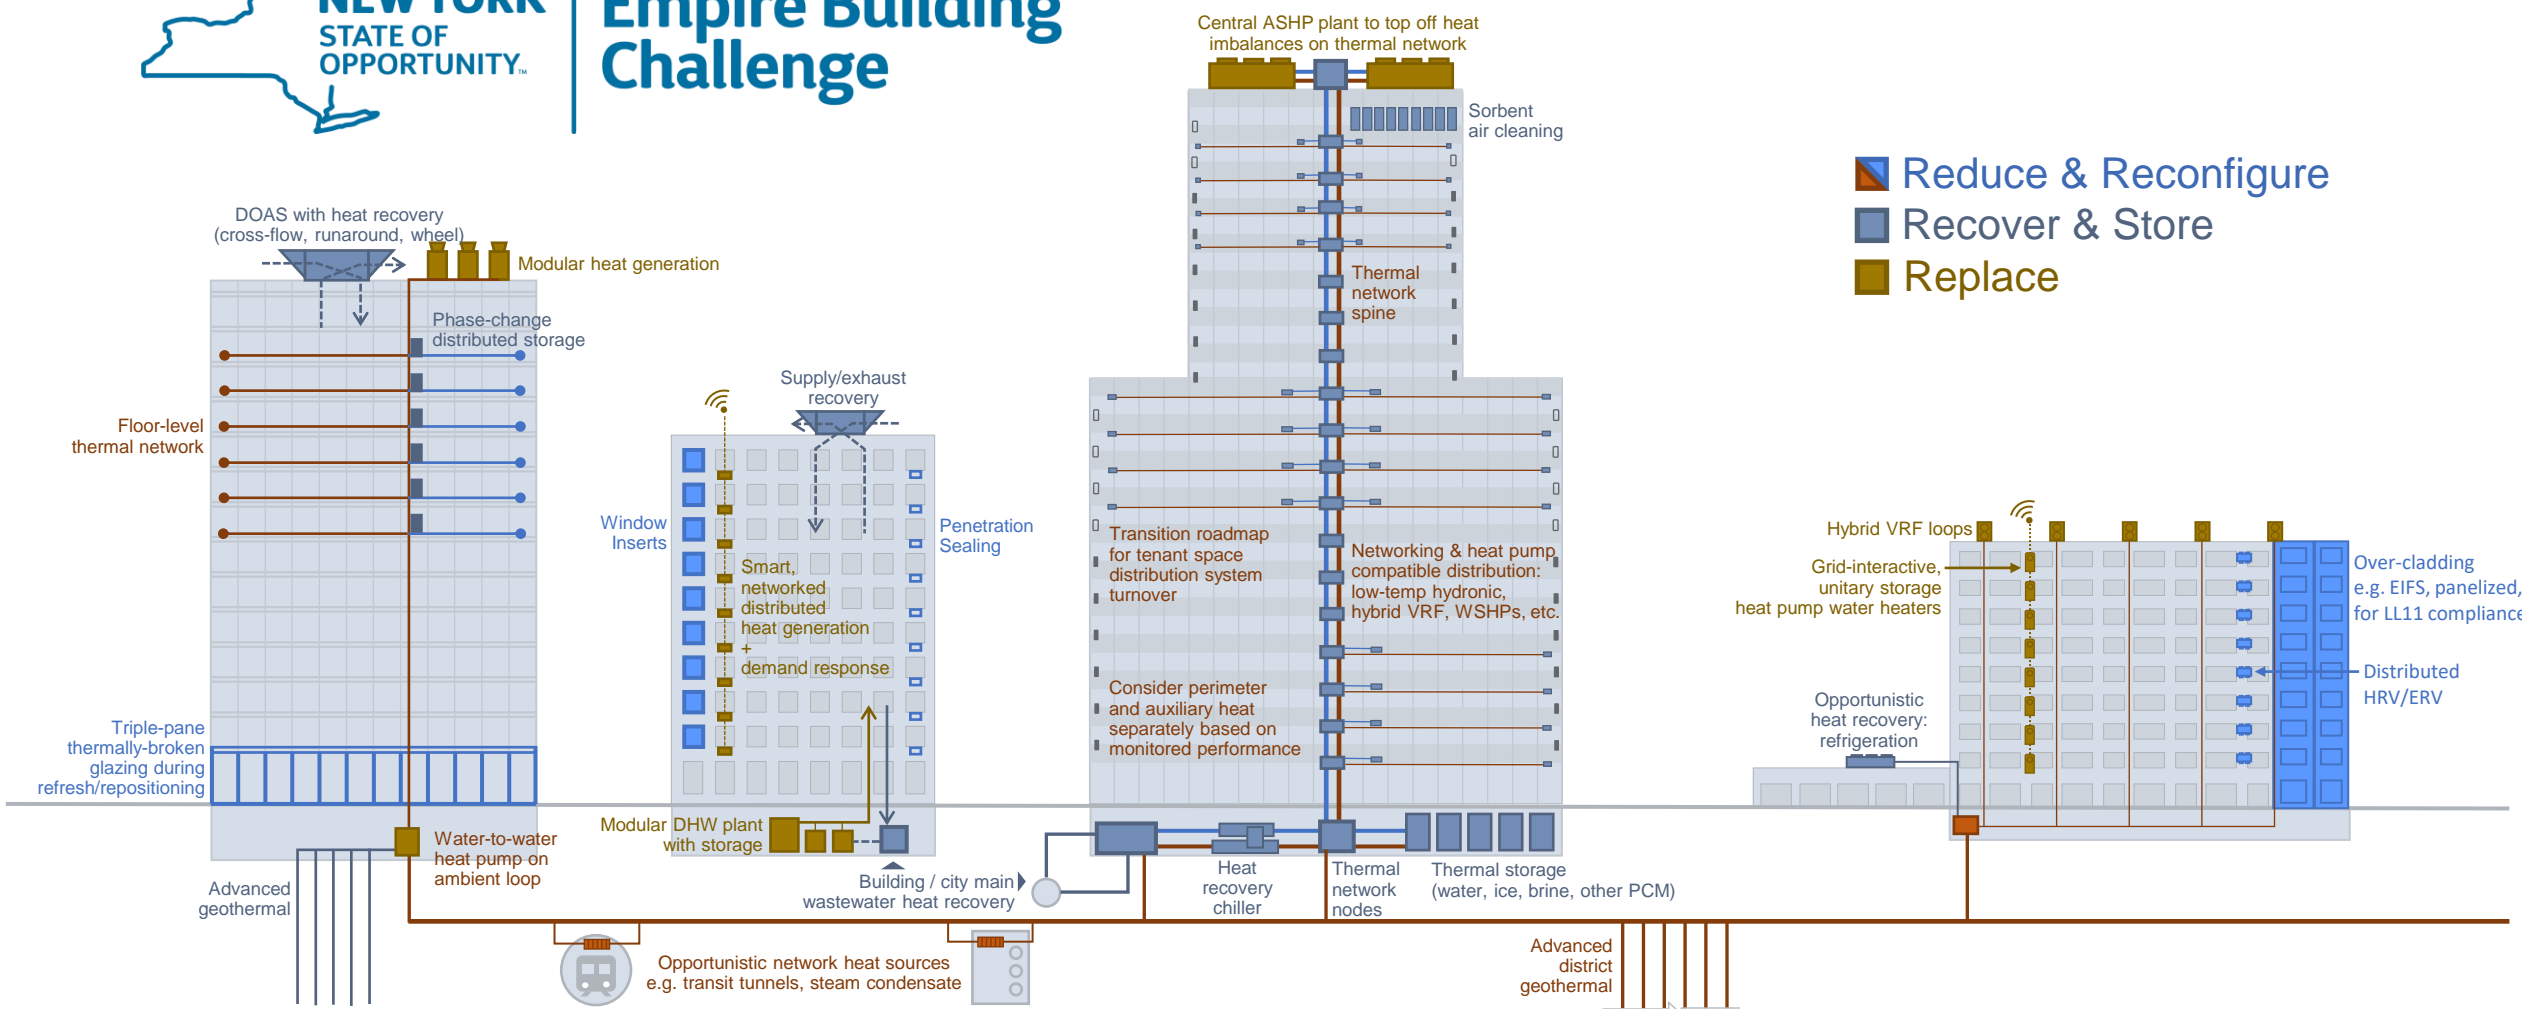 NEW YORK
STATE OF
OPPORTUNITY™
Empire Building
Challenge
Central ASHP plant to top off heat
imbalances on thermal network
Sorbent
air cleaning
Reduce & Reconfigure
Recover & Store
Replace
DOAS with heat recovery
(cross-flow, runaround, wheel)
Modular heat generation
Phase-change
distributed storage
Floor-level
thermal network
Triple-pane
thermally-broken
glazing during
refresh/repositioning
Water-to-water
heat pump on
ambient loop
Advanced
geothermal
Supply/exhaust
recovery
Window
Inserts
Penetration
Sealing
Smart,
networked
distributed
heat generation
+
demand response
Modular DHW plant
with storage
Building / city main
wastewater heat recovery
Thermal
network
spine
Transition roadmap
for tenant space
distribution system
turnover
Networking & heat pump
compatible distribution:
low-temp hydronic,
hybrid VRF, WSHPs, etc.
Consider perimeter
and auxiliary heat
separately based on
monitored performance
Heat
recovery
chiller
Thermal
network
nodes
Thermal storage
(water, ice, brine, other PCM)
Hybrid VRF loops
Grid-interactive,
unitary storage
heat pump water heaters
Over-cladding
e.g. EIFS, panelized,
for LL11 compliance
Distributed
HRV/ERV
Opportunistic
heat recovery:
refrigeration
Opportunistic network heat sources
e.g. transit tunnels, steam condensate
Advanced
district
geothermal